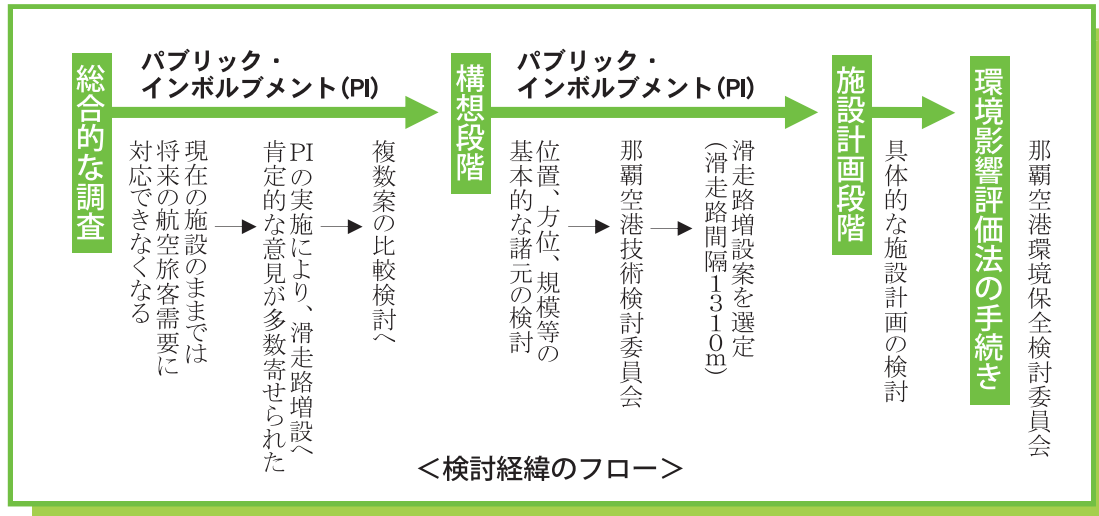 総合的な調査
パブリック・
インボルブメント(PI)
現在の施設のままでは
将来の航空旅客需要に
対応できなくなる
PIの実施により、滑走路増設へ
肯定的な意見が多数寄せられた
複数案の比較検討へ
構想段階
パブリック・
インボルブメント(PI)
位置、方位、規模等の
基本的な諸元の検討
那覇空港技術検討委員会
滑走路増設案を選定
(滑走路間隔1310m)
施設計画段階
具体的な施設計画の検討
環境影響評価法の手続き
那覇空港環境保全検討委員会
＜検討経緯のフロー＞